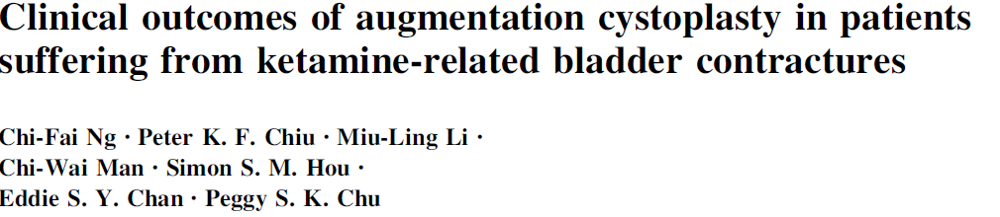 Clinical outcomes of augmentation cystoplasty in patients
suffering from ketamine-related bladder contractures
Chi-Fai Ng · Peter K. F. Chiu · Miu-Ling Li ·
Chi-Wai Man · Simon S. M. Hou ·
Eddie S. Y. Chan · Peggy S. K. Chu